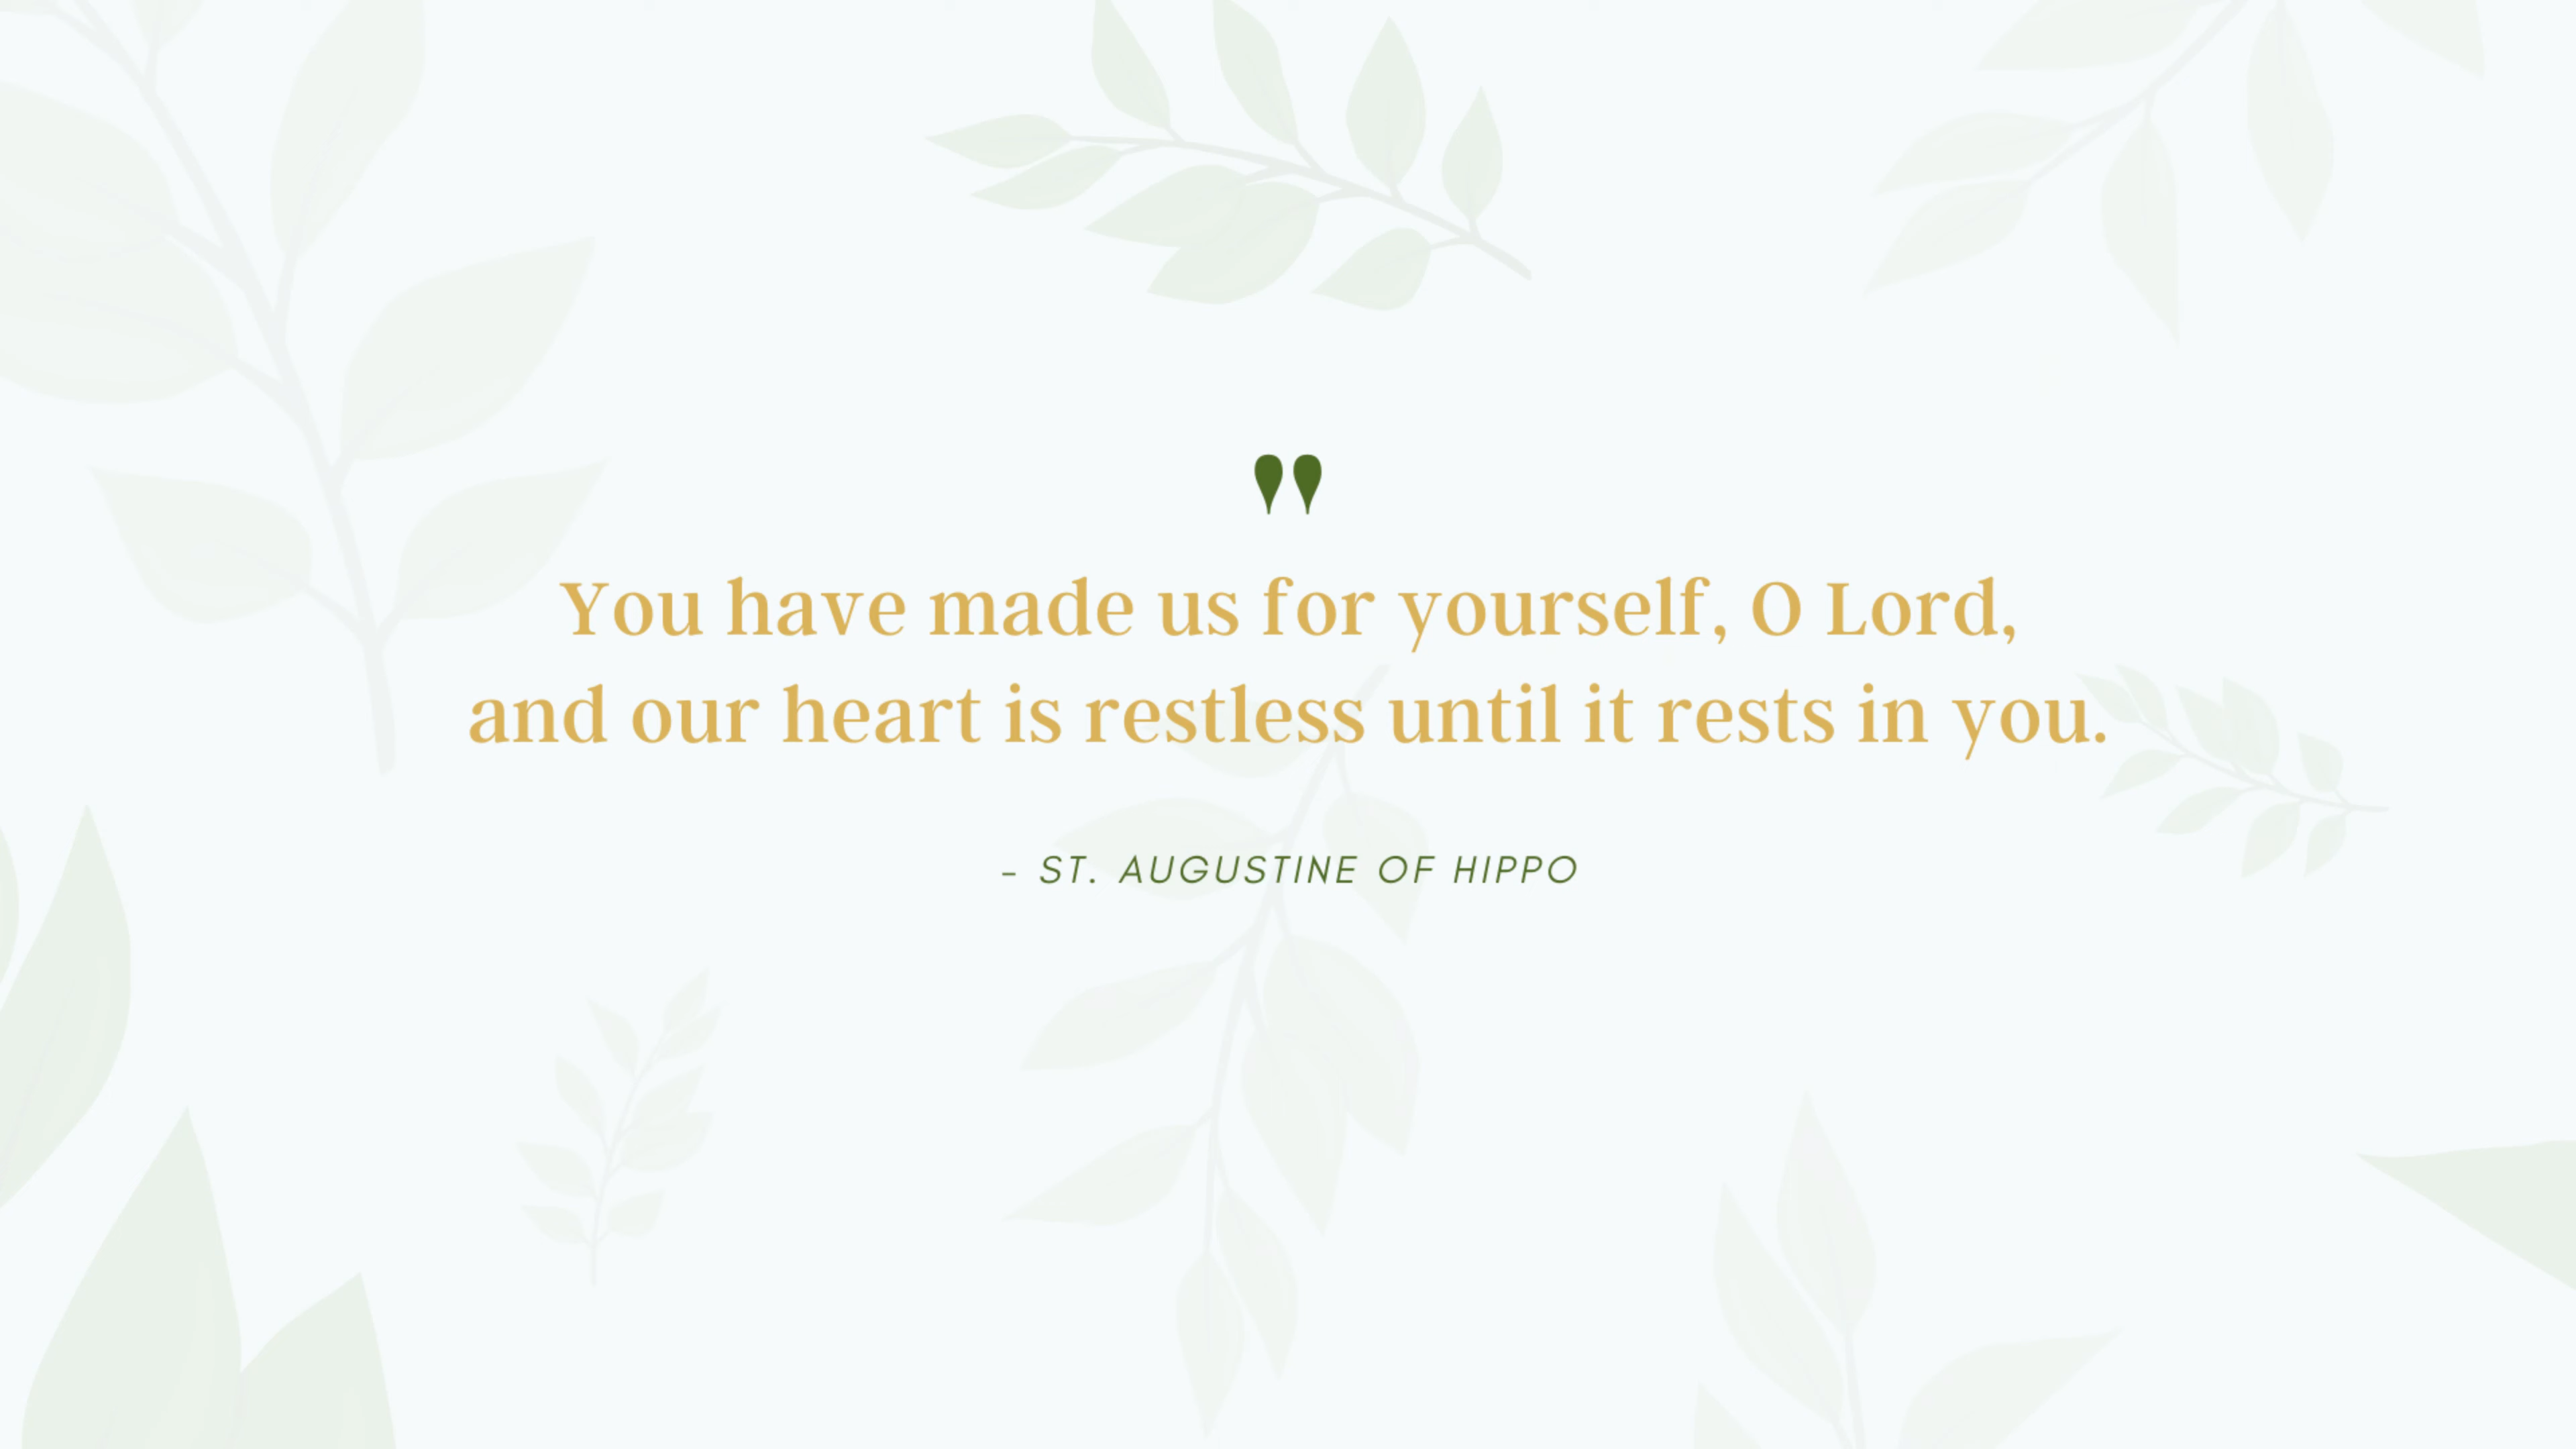 "
You have made us for yourself, O Lord,
and our heart is restless until it rests in you.
- ST. AUGUSTINE OF HIPPO